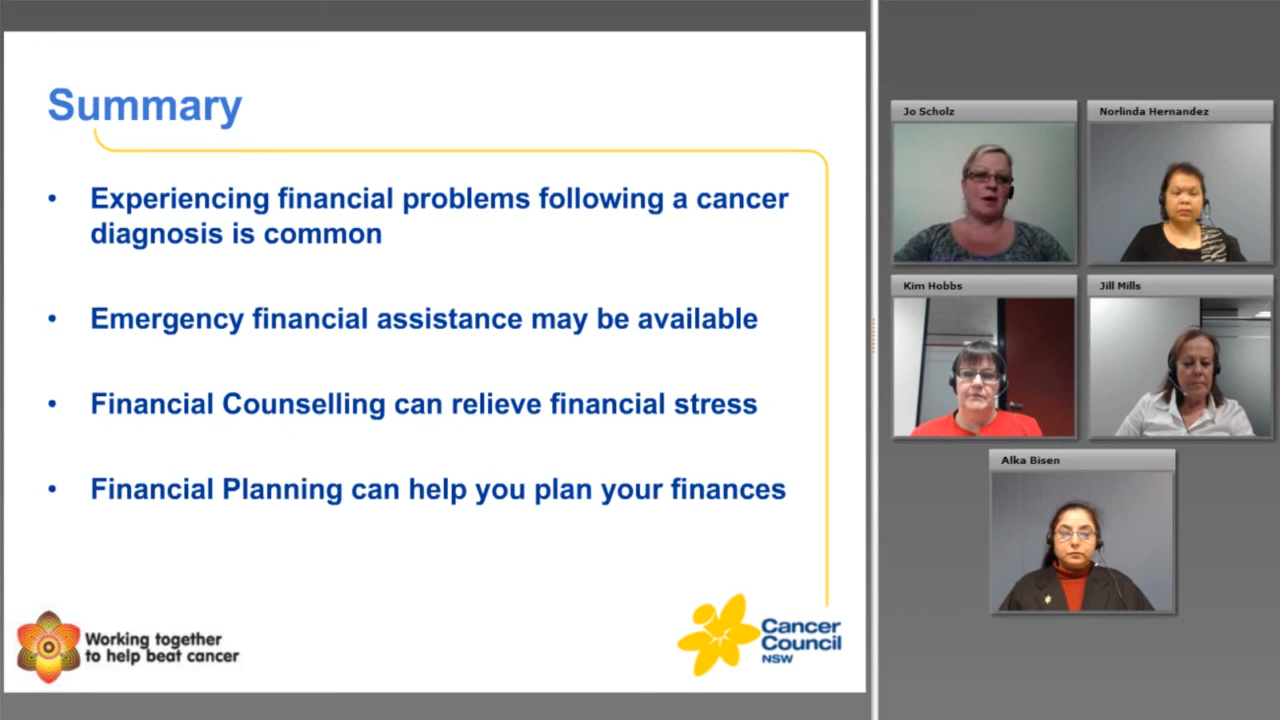 Summary
• Experiencing financial problems following a cancer
diagnosis is common
• Emergency financial assistance may be available
• Financial Counselling can relieve financial stress
• Financial Planning can help you plan your finances
Working together
to help beat cancer
Cancer
Council
NSW
Jo Scholz
Norlinda Hernandez
Kim Hobbs
Jill Mills
Alka Bisen